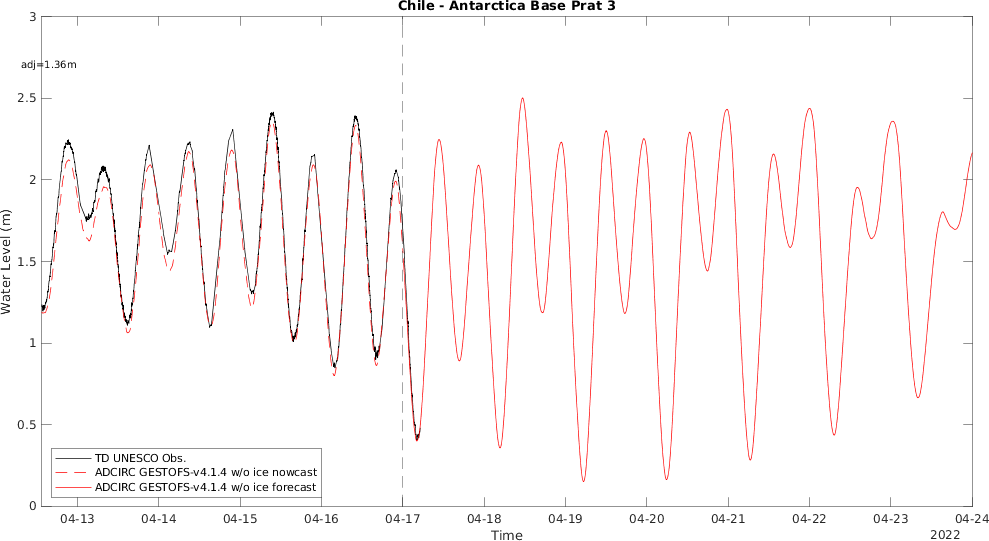 Chile - Antarctica Base Prat 3
3
adj=1.36m
2.5
2
1.5
1
0.5
0
Water Level (m)
TD UNESCO Obs.
ADCIRC GESTOFS-v4.1.4 w/o ice nowcast
ADCIRC GESTOFS-v4.1.4 w/o ice forecast
04-13 04-14 04-15 04-16 04-17 04-18 04-19 04-20 04-21 04-22 04-23 04-24
Time
2022